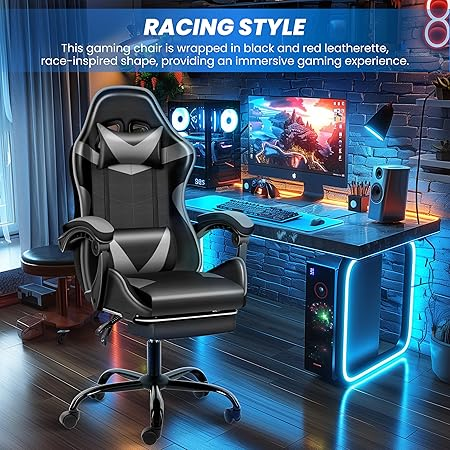 RACING STYLE
This gaming chair is wrapped in black and red leatherette,
race-inspired shape, providing an immersive gaming experience.